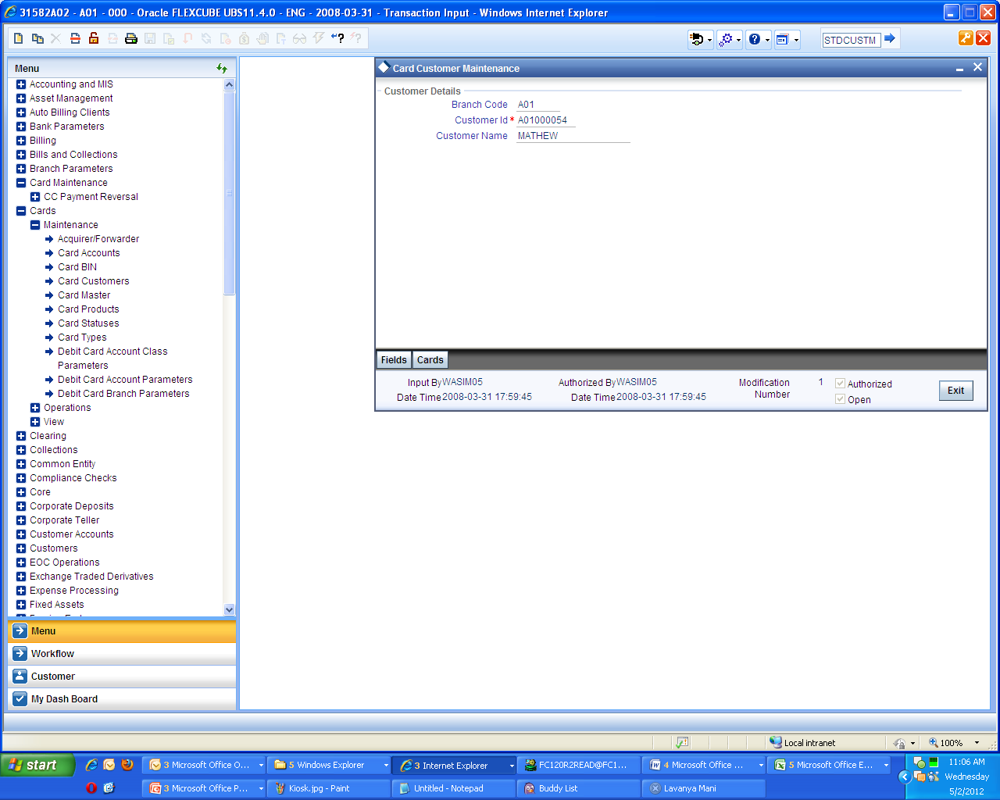 31582A02 - A01 - 000 - Oracle FLEXCUBE UBS11.4.0 - ENG - 2008-03-31 - Transaction Input - Windows Internet Explorer
STDCUSTM
Menu
Accounting and MIS
Asset Management
Auto Billing Clients
Bank Parameters
Billing
Bills and Collections
Branch Parameters
Card Maintenance
CC Payment Reversal
Cards
Maintenance
Acquirer/Forwarder
Card Accounts
Card BIN
Card Customers
Card Master
Card Products
Card Statuses
Card Types
Debit Card Account Class
Parameters
Debit Card Account Parameters
Debit Card Branch Parameters
Operations
View
Clearing
Collections
Common Entity
Compliance Checks
Core
Corporate Deposits
Corporate Teller
Customer Accounts
Customers
EOC Operations
Exchange Traded Derivatives
Expense Processing
Fixed Assets
Menu
Workflow
Customer
My Dash Board
Card Customer Maintenance
Customer Details
Branch Code A01
Customer Id * A01000054
Customer Name MATHEW
Fields Cards
Input By WASIM05 Authorized By WASIM05 Modification Number 1 Authorized
Date Time 2008-03-31 17:59:45 Date Time 2008-03-31 17:59:45 Open
Exit
Local intranet 100%
start 3 Microsoft Office O... 5 Windows Explorer 3 Internet Explorer FC120R2READ@FC1... 4 Microsoft Office ... 5 Microsoft Office E... 11:06 AM
Wednesday
3 Microsoft Office P... Kiosk.jpg - Paint Untitled - Notepad Buddy List Lavanya Mani 5/2/2012